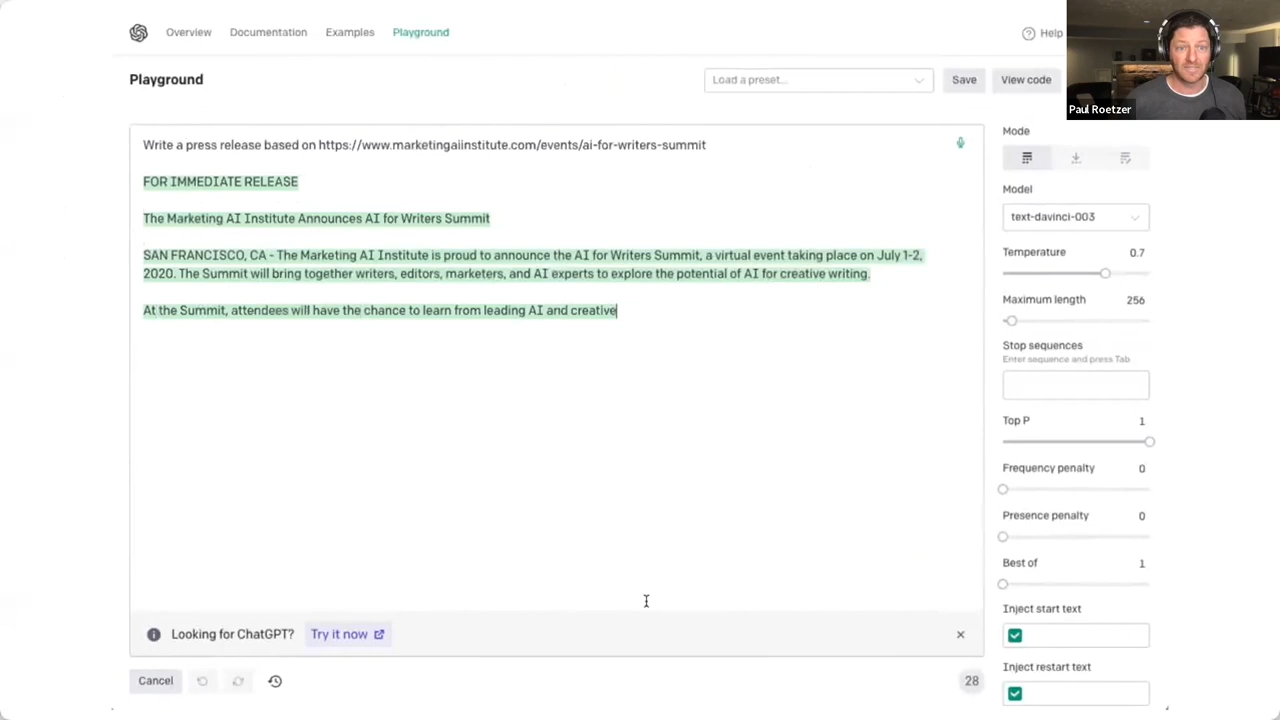 Overview Documentation Examples Playground Help
Paul Roetzer
Playground Load a preset... Save View code
Write a press release based on https://www.marketingaiinstitute.com/events/ai-for-writers-summit
FOR IMMEDIATE RELEASE
The Marketing AI Institute Announces AI for Writers Summit
SAN FRANCISCO, CA - The Marketing AI Institute is proud to announce the AI for Writers Summit, a virtual event taking place on July 1-2,
2020. The Summit will bring together writers, editors, marketers, and AI experts to explore the potential of AI for creative writing.
At the Summit, attendees will have the chance to learn from leading AI and creative
Looking for ChatGPT? Try it now
Cancel 28
Mode
Model
text-davinci-003
Temperature 0.7
Maximum length 256
Stop sequences
Enter sequence and press Tab
Top P 1
Frequency penalty 0
Presence penalty 0
Best of 1
Inject start text
Inject restart text